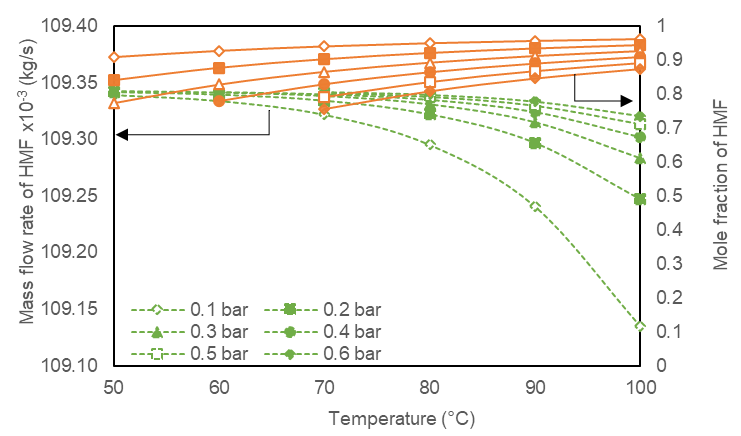 Mass flow rate of HMF x10⁻³ (kg/s)
109.40
109.35
109.30
109.25
109.20
109.15
109.10
50
60
70
80
90
100
Temperature (°C)
1
0.9
0.8
0.7
0.6
0.5
0.4
0.3
0.2
0.1
0
Mole fraction of HMF
0.1 bar
0.2 bar
0.3 bar
0.4 bar
0.5 bar
0.6 bar